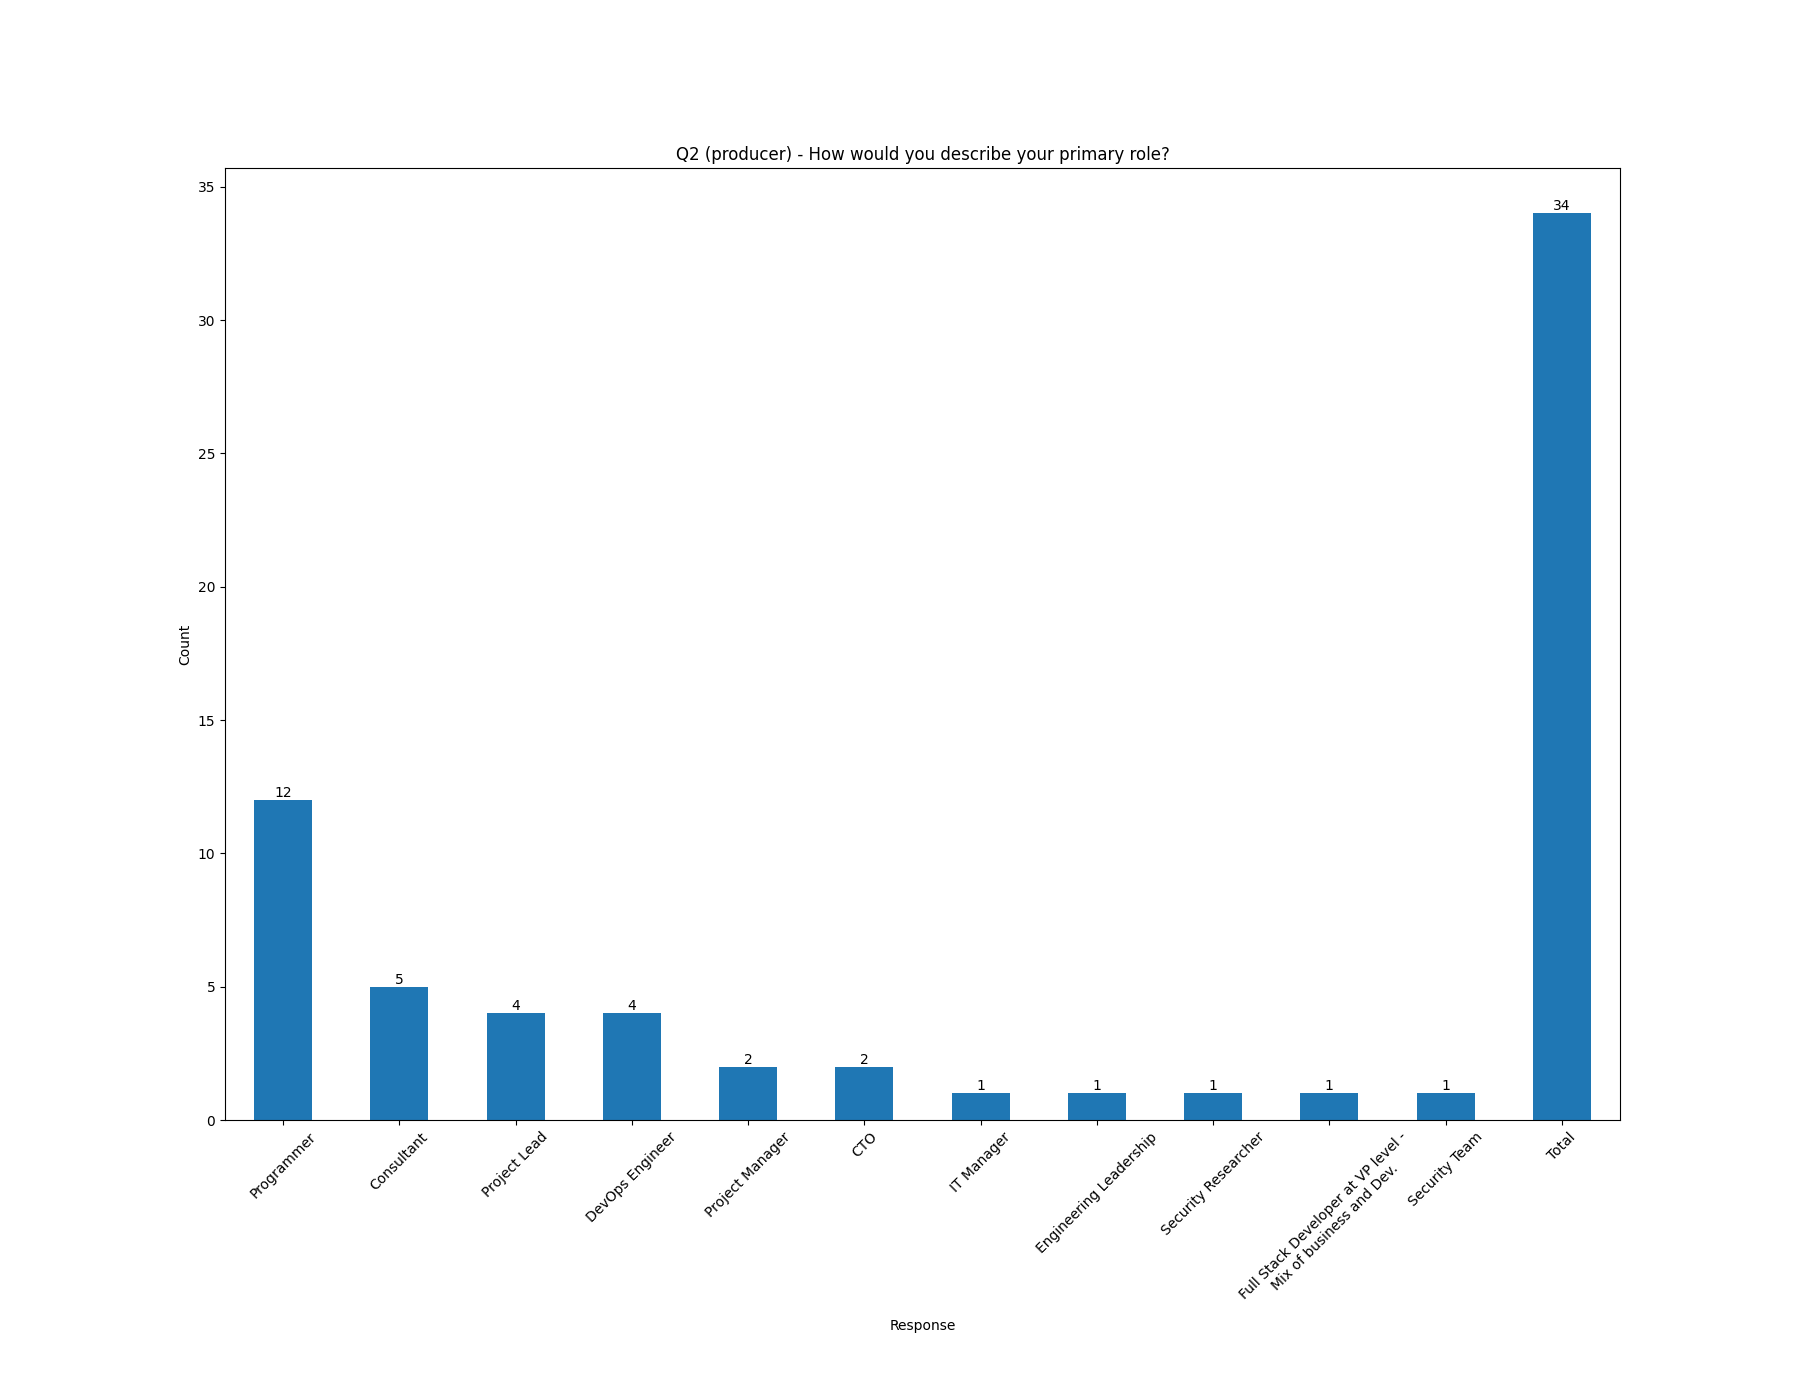 Q2 (producer) - How would you describe your primary role?
35
30
25
20
15
10
5
0
Count
12
5
4
4
2
2
1
1
1
1
1
34
Programmer
Consultant
Project Lead
DevOps Engineer
Project Manager
CTO
IT Manager
Engineering Leadership
Security Researcher
Full Stack Developer at VP level -
Mix of business and Dev.
Security Team
Total
Response